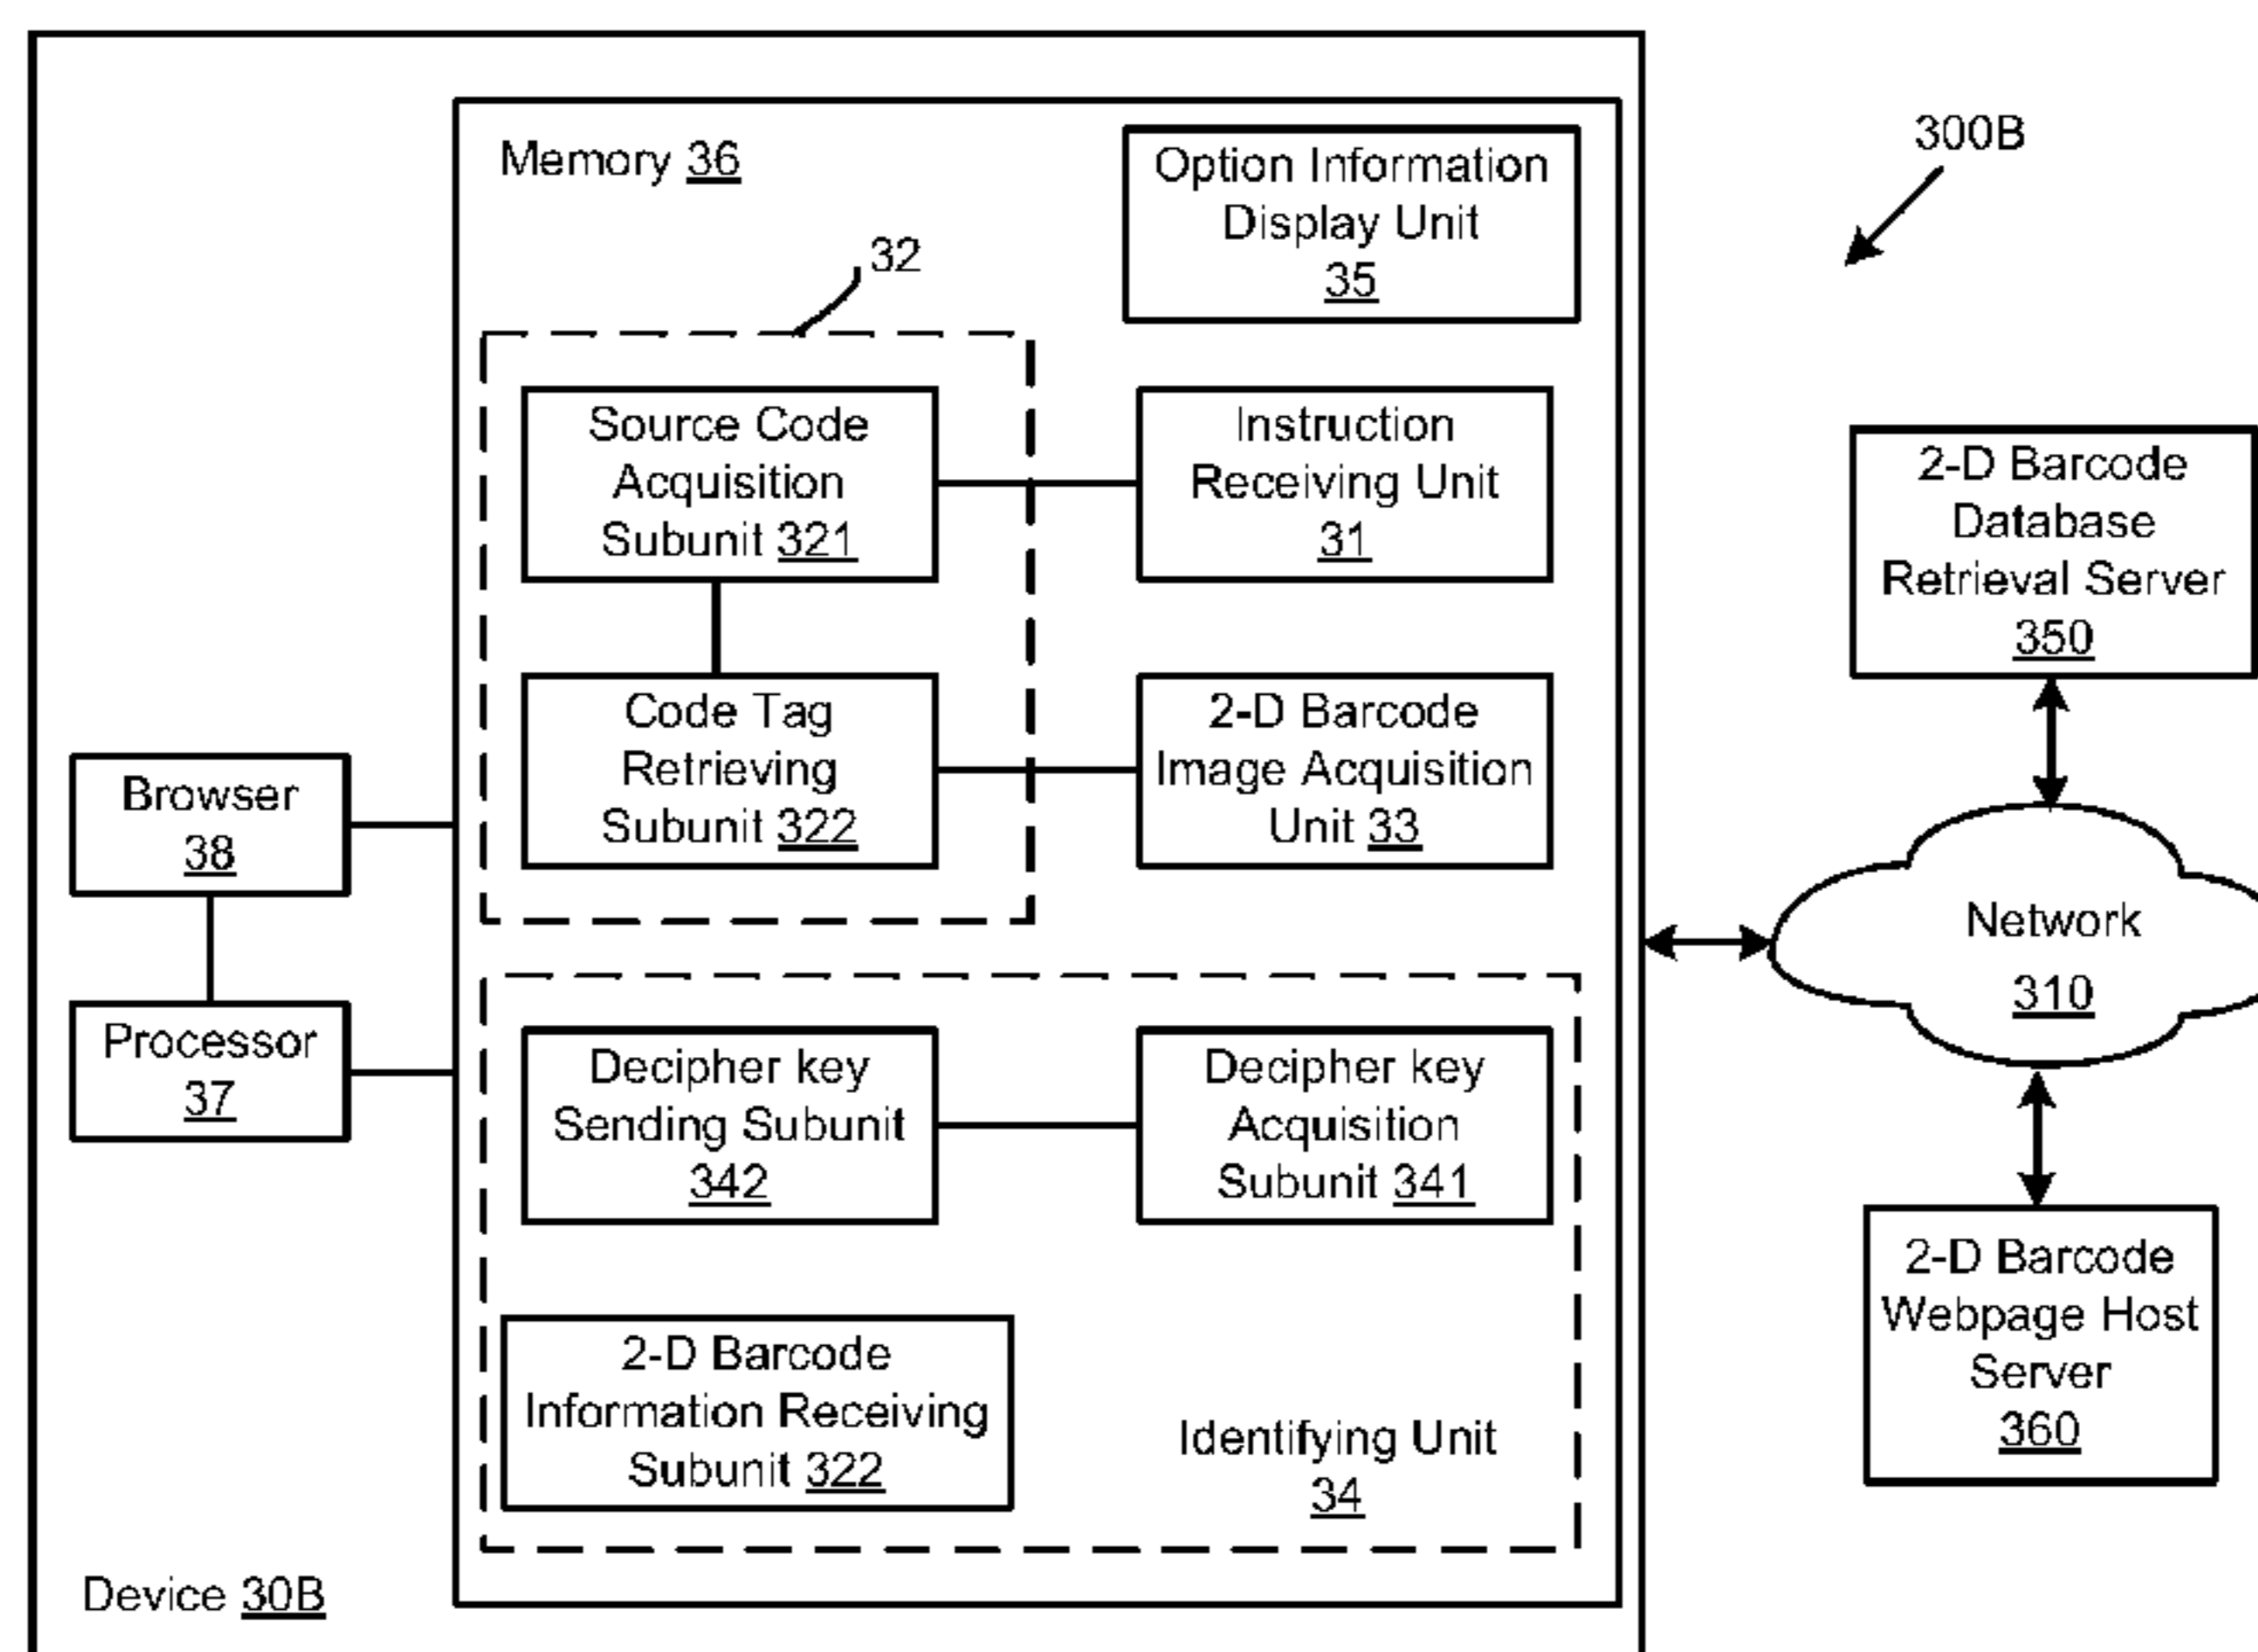 300B
Memory 36
Option Information
Display Unit
35
32
Source Code
Acquisition
Subunit 321
Instruction
Receiving Unit
31
2-D Barcode
Database
Retrieval Server
350
Code Tag
Retrieving
Subunit 322
2-D Barcode
Image Acquisition
Unit 33
Browser
38
Network
310
Processor
37
Decipher key
Sending Subunit
342
Decipher key
Acquisition
Subunit 341
2-D Barcode
Webpage Host
Server
360
2-D Barcode
Information Receiving
Subunit 322
Identifying Unit
34
Device 30B